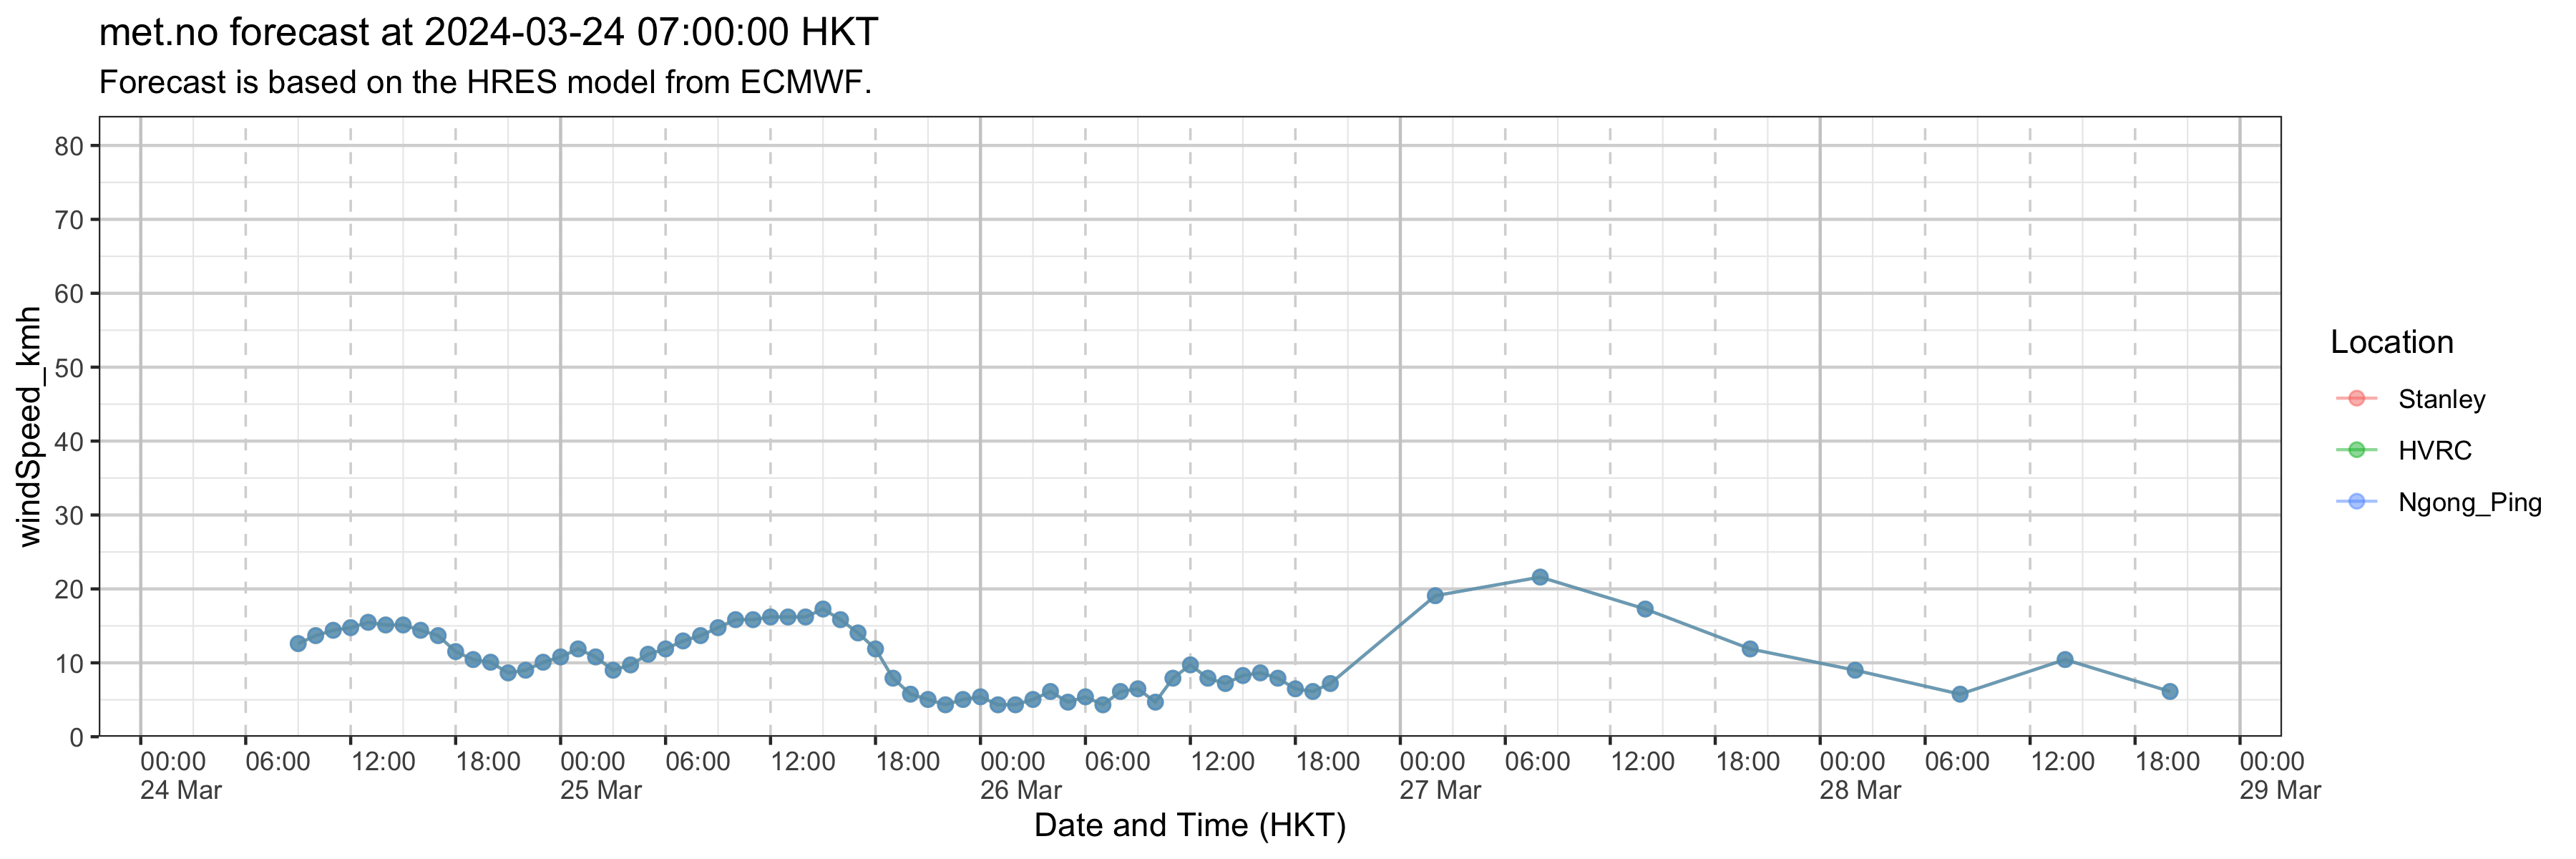 met.no forecast at 2024-03-24 07:00:00 HKT
Forecast is based on the HRES model from ECMWF.
windSpeed_kmh
80
70
60
50
40
30
20
10
0
00:00 06:00 12:00 18:00 00:00 06:00 12:00 18:00 00:00 06:00 12:00 18:00 00:00 06:00 12:00 18:00 00:00 06:00 12:00 18:00 00:00
24 Mar 25 Mar 26 Mar 27 Mar 28 Mar 29 Mar
Date and Time (HKT)
Location
Stanley
HVRC
Ngong_Ping